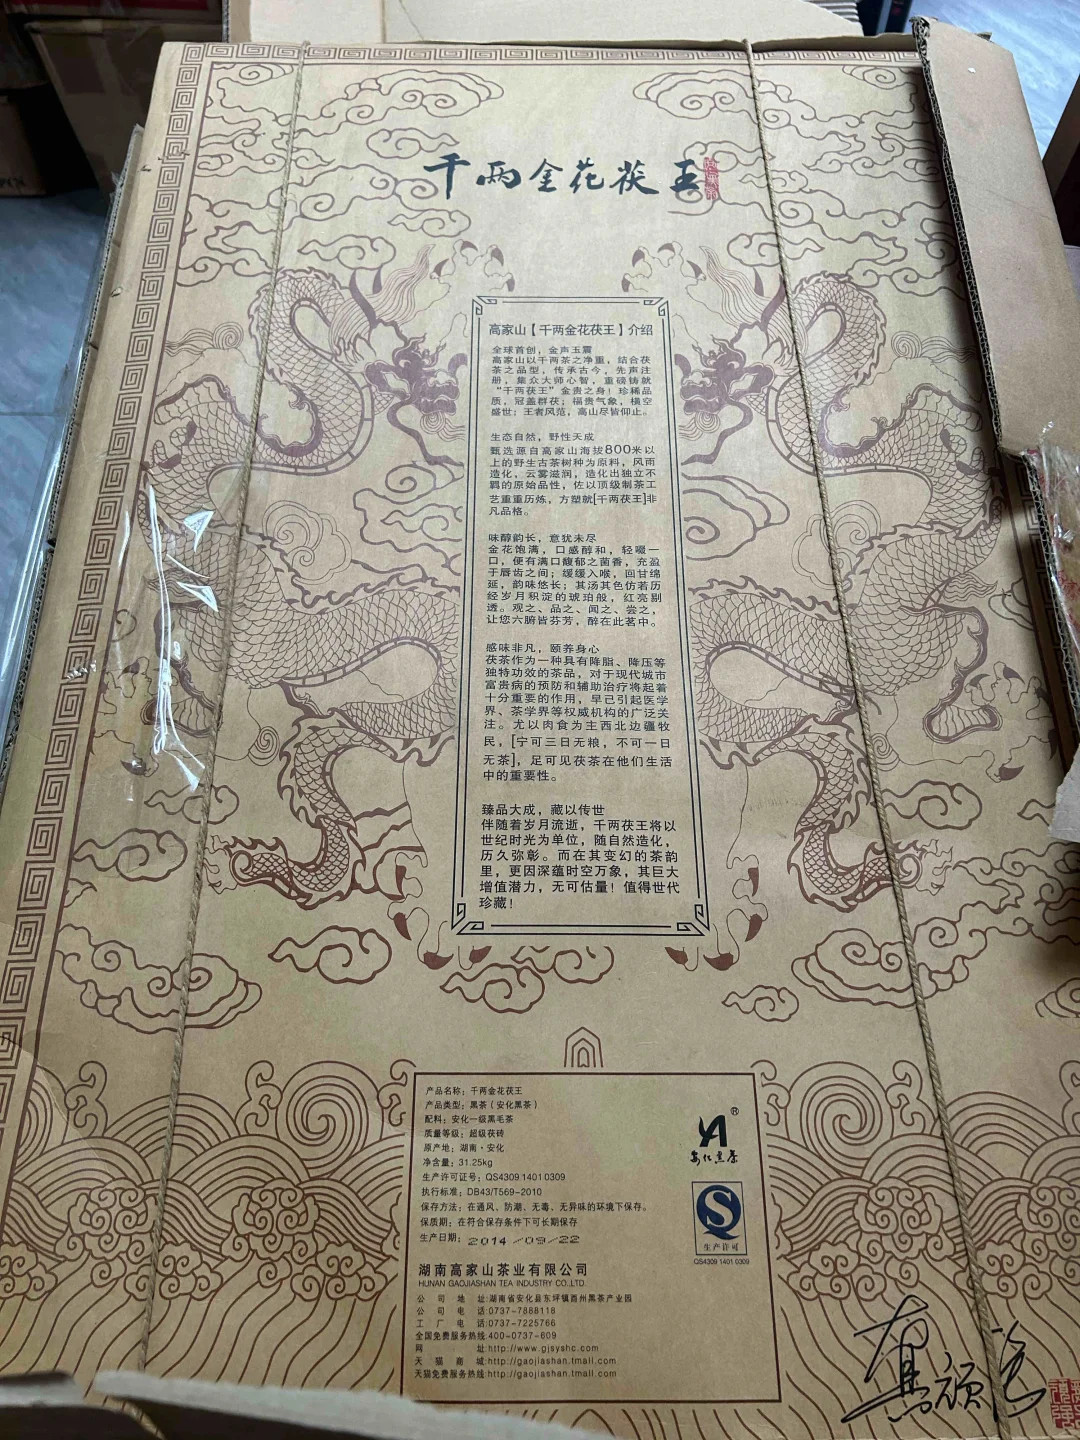 千两金花茯王
高家山【千两金花茯王】介绍
全球首创，金声玉震
高家山以千两茶之净重，结合茯
茶之品型，传承古今，先声注
册，集众大师心智，重磅铸就
“千两茯王”金贵之身！珍稀品
质，冠盖群茯；福贵气象，横空
盛世；王者风范，高山尽皆仰止。
生态自然，野性天成
甄选源自高家山海拔800米以
上的野生古茶树种为原料，风雨
造化，云雾滋润，造化出独立不
羁的原始品性，佐以顶级制茶工
艺重重历炼，方塑就[千两茯王]非
凡品格。
味醇韵长，意犹未尽
金花饱满，口感醇和，轻啜一
口，便有满口馥郁之菌香，充盈
于唇齿之间；缓缓入喉，回甘绵
延，韵味悠长；其汤其色仿若历
经岁月积淀的琥珀般，红亮剔
透。观之、品之、闻之、尝之，
让您六腑皆芬芳，醉在此茗中。
感味非凡，颐养身心
茯茶作为一种具有降脂、降压等
独特功效的茶品，对于现代城市
富贵病的预防和辅助治疗将起着
十分重要的作用，早已引起医学
界、茶学界等权威机构的广泛关
注。尤以肉食为主西北边疆牧
民，[宁可三日无粮，不可一日
无茶]，足可见茯茶在他们生活
中的重要性。
臻品大成，藏以传世
伴随着岁月流逝，千两茯王将以
世纪时光为单位，随自然造化，
历久弥彰。而在其变幻的茶韵
里，更因深蕴时空万象，其巨大
增值潜力，无可估量！值得世代
珍藏！
产品名称：千两金花茯王
产品类型：黑茶（安化黑茶）
配料：安化一级黑毛茶
质量等级：超级茯砖
原产地：湖南·安化
净含量：31.25kg
生产许可证号：QS4309 1401 0309
执行标准：DB43/T569-2010
保存方法：在通风、防潮、无毒、无异味的环境下保存。
保质期：在符合保存条件下可长期保存
生产日期：2014/09/22
®
安化黑茶
生产许可
QS4309 1401 0309
湖南高家山茶业有限公司
HUNAN GAOJIASHAN TEA INDUSTRY CO.,LTD.
公司地址:湖南省安化县东坪镇酉州黑茶产业园
公司电话:0737-7888118
工厂电话:0737-7225766
全国免费服务热线:400-0737-609
网址:http://www.gjsyshc.com
天猫商城:http://gaojiashan.tmall.com
天猫免费服务热线:http://gaojiashan.tmall.com